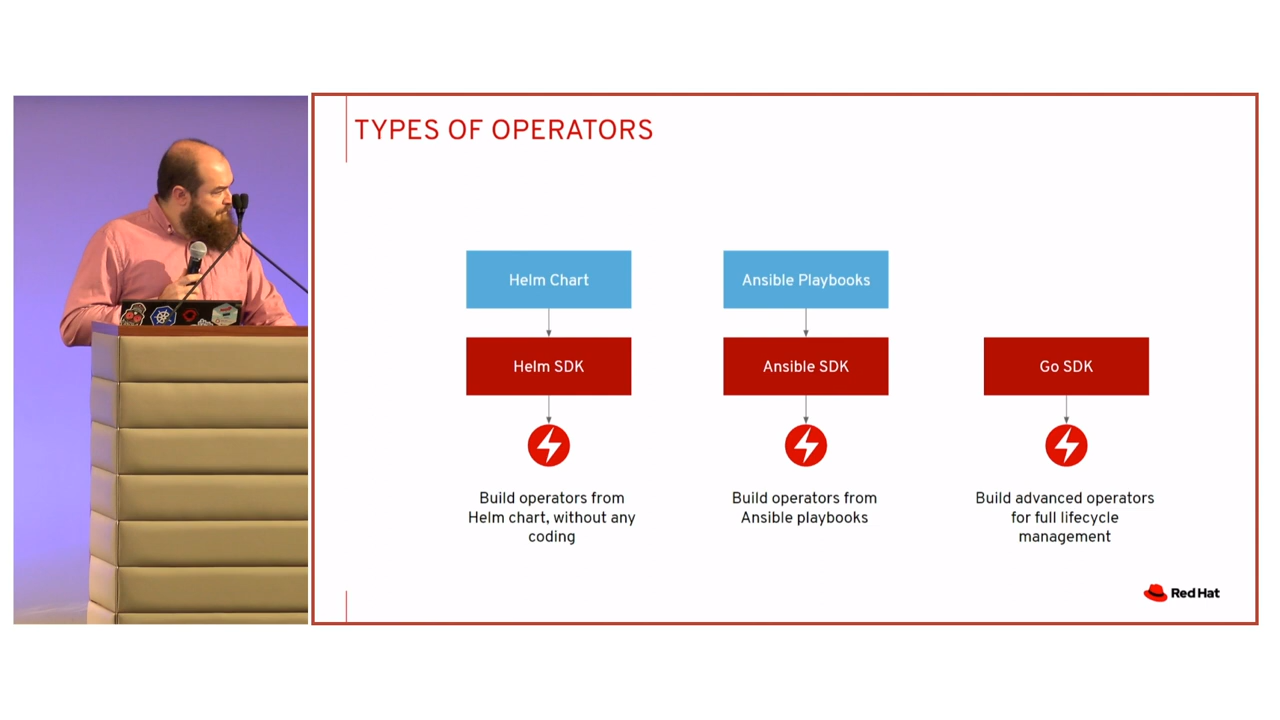 TYPES OF OPERATORS
Helm Chart
Ansible Playbooks
Helm SDK
Ansible SDK
Go SDK
Build operators from
Helm chart, without any
coding
Build operators from
Ansible playbooks
Build advanced operators
for full lifecycle
management
Red Hat